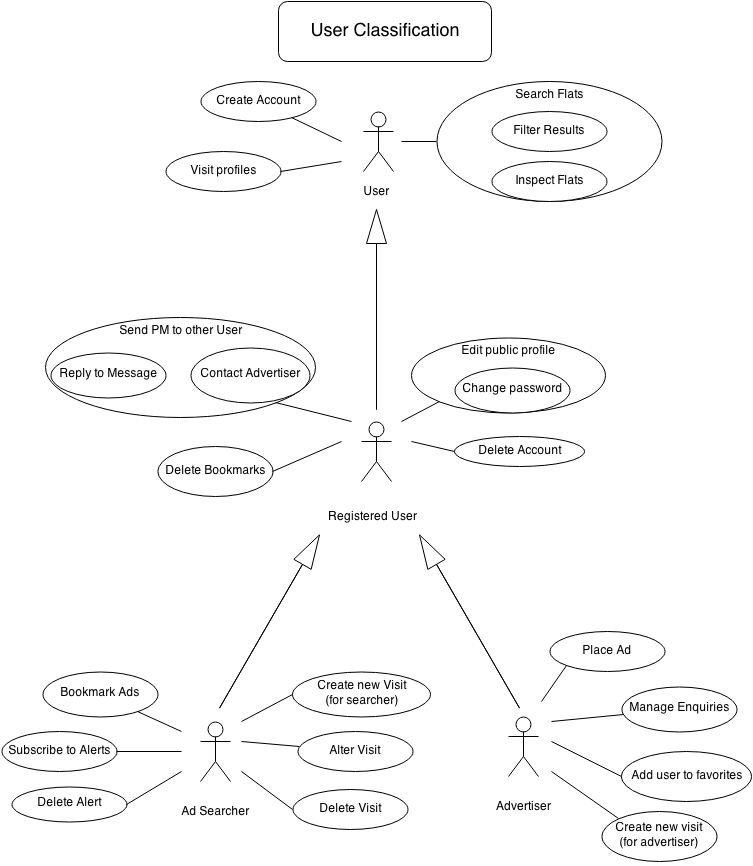 User Classification
Create Account
Search Flats
Filter Results
Visit profiles
Inspect Flats
User
Send PM to other User
Reply to Message
Contact Advertiser
Edit public profile
Change password
Delete Bookmarks
Delete Account
Registered User
Place Ad
Bookmark Ads
Create new Visit
(for searcher)
Manage Enquiries
Subscribe to Alerts
Alter Visit
Add user to favorites
Delete Alert
Delete Visit
Ad Searcher
Advertiser
Create new visit
(for advertiser)